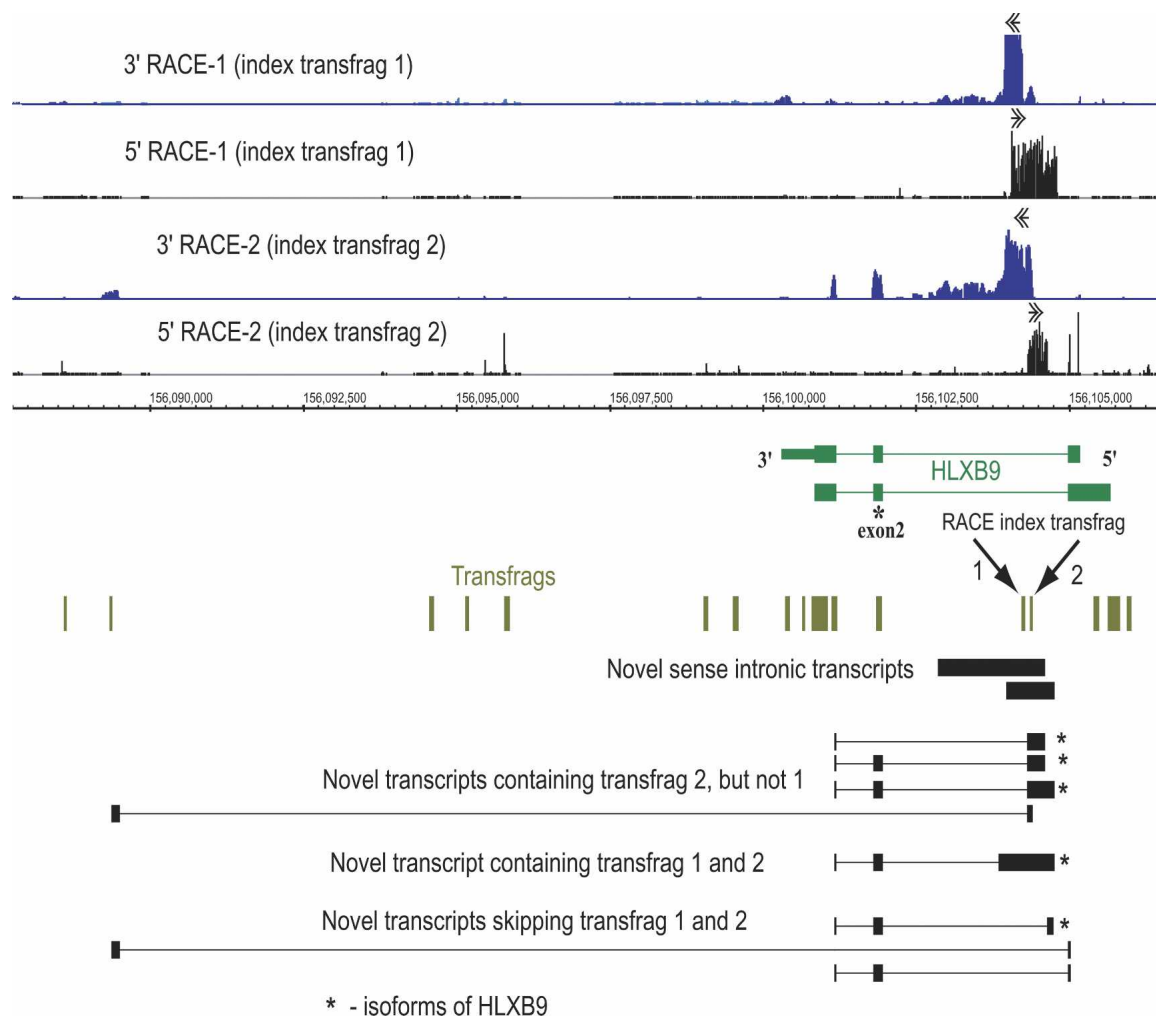 3' RACE-1 (index transfrag 1)
5' RACE-1 (index transfrag 1)
3' RACE-2 (index transfrag 2)
5' RACE-2 (index transfrag 2)
156,090,000 156,092,500 156,095,000 156,097,500 156,100,000 156,102,500 156,105,000
3' 5'
HLXB9
*
exon2
RACE index transfrag
1 2
Transfrags
Novel sense intronic transcripts
*
*
Novel transcripts containing transfrag 2, but not 1
*
Novel transcript containing transfrag 1 and 2 *
Novel transcripts skipping transfrag 1 and 2 *
* - isoforms of HLXB9